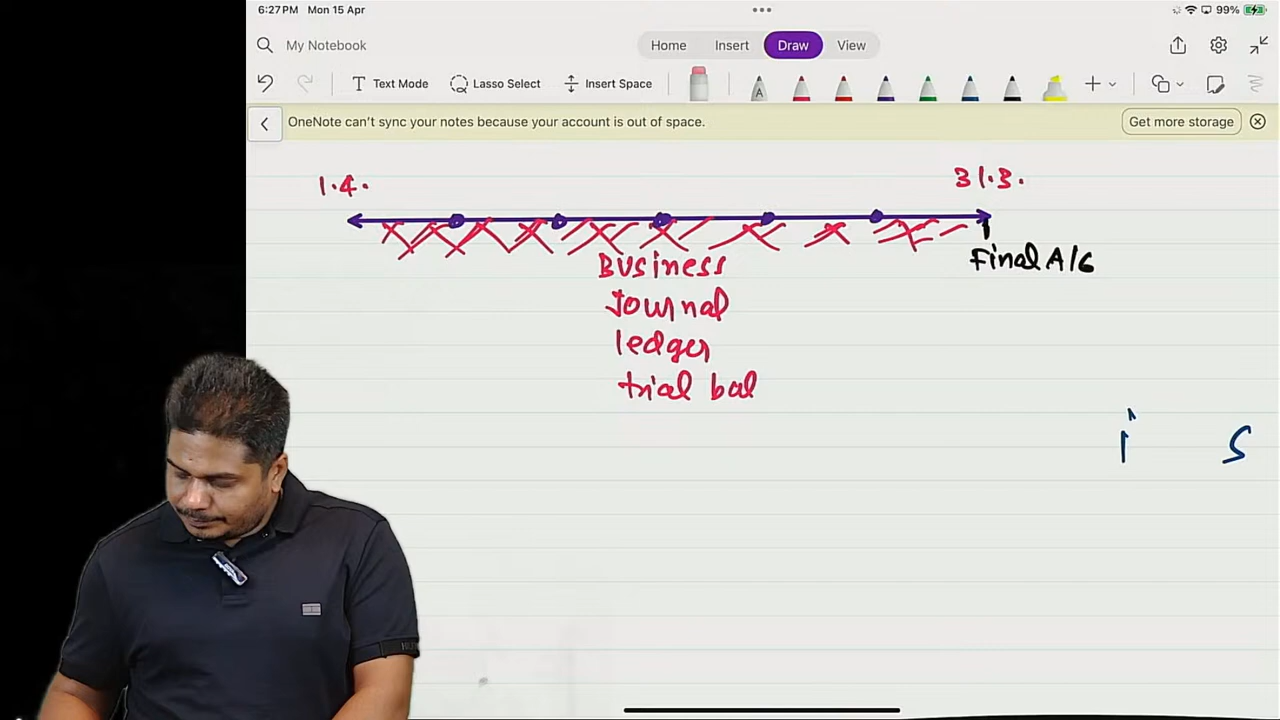 6:27 PM Mon 15 Apr
99%
My Notebook
Home Insert Draw View
Text Mode Lasso Select Insert Space
OneNote can't sync your notes because your account is out of space.
Get more storage
1.4.
31.3.
Final A/C
Business
Journal
ledger
trial bal
i s